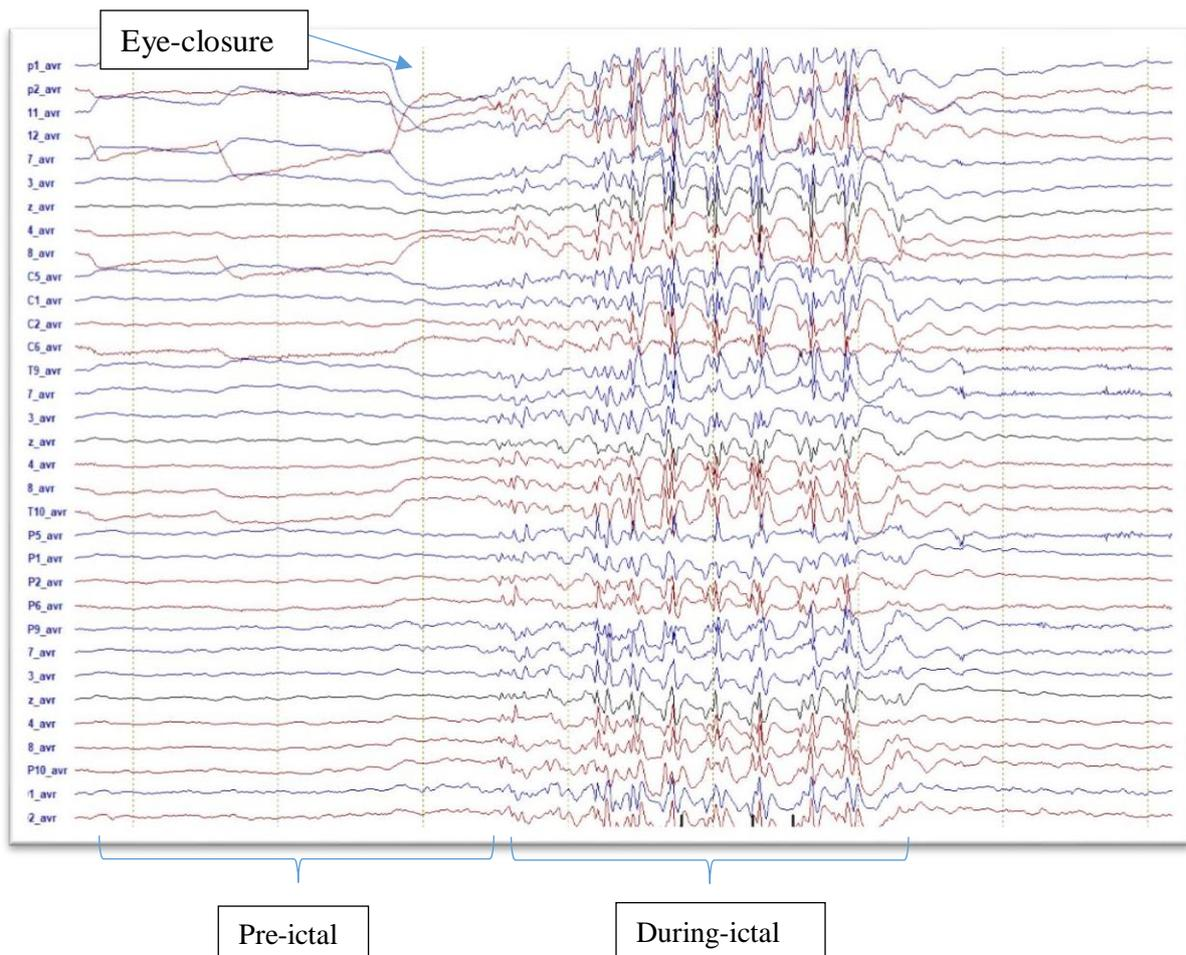 Eye-closure
p1_avr
p2_avr
11_avr
12_avr
7_avr
3_avr
z_avr
4_avr
8_avr
C5_avr
C1_avr
C2_avr
C6_avr
T9_avr
7_avr
3_avr
z_avr
4_avr
8_avr
T10_avr
P5_avr
P1_avr
P2_avr
P6_avr
P9_avr
7_avr
3_avr
z_avr
4_avr
8_avr
P10_avr
1_avr
2_avr
Pre-ictal
During-ictal